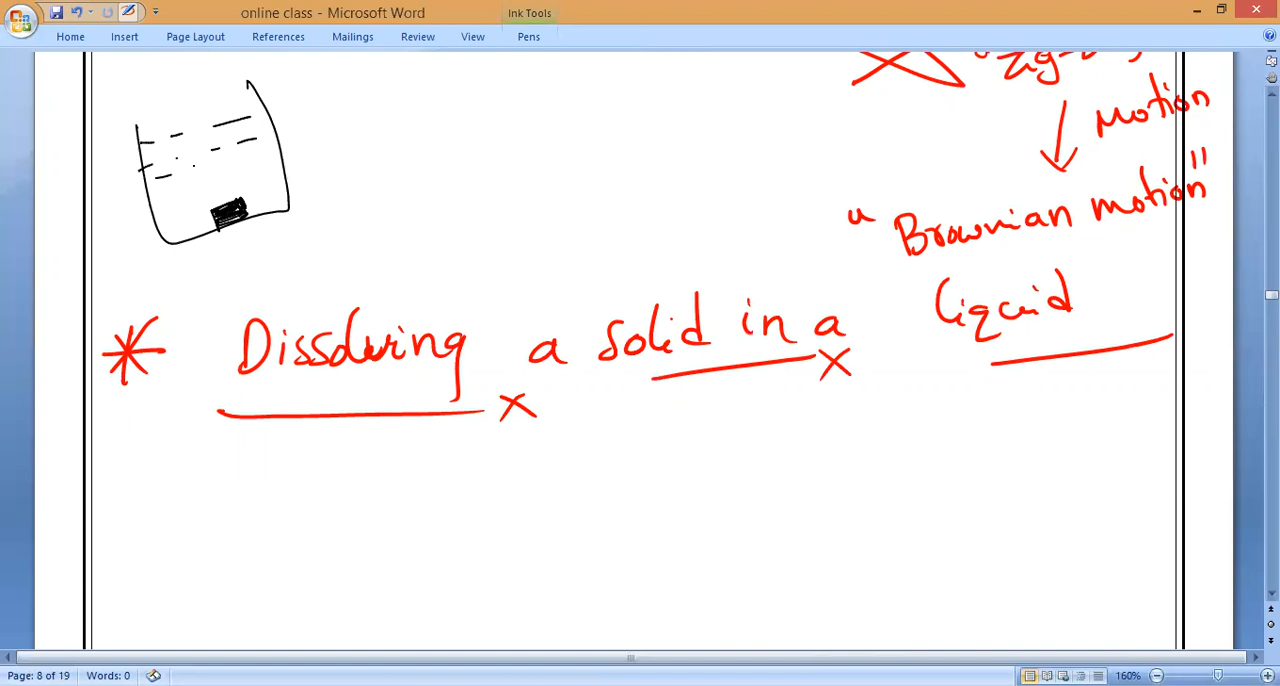 online class - Microsoft Word
Ink Tools
Home Insert Page Layout References Mailings Review View Pens
Motion
"Brownian motion"
* Dissolving a solid in a liquid
Page: 8 of 19 Words: 0 160%